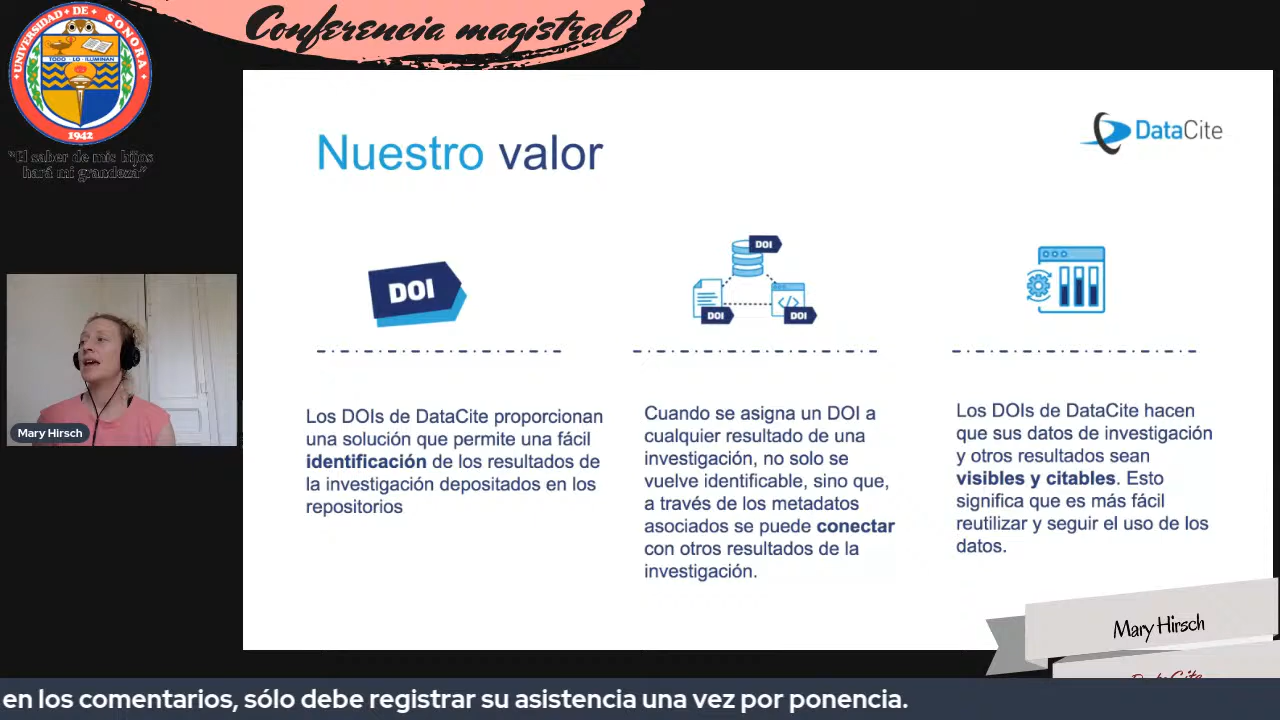 Conferencia magistral
UNIVERSIDAD DE SONORA
TODO LO ILUMINAN
1942
"El saber de mis hijos
hará mi grandeza"
Nuestro valor
DataCite
DOI
DOI
DOI
DOI
Los DOIs de DataCite proporcionan
una solución que permite una fácil
identificación de los resultados de
la investigación depositados en los
repositorios
Cuando se asigna un DOI a
cualquier resultado de una
investigación, no solo se
vuelve identificable, sino que,
a través de los metadatos
asociados se puede conectar
con otros resultados de la
investigación.
Los DOIs de DataCite hacen
que sus datos de investigación
y otros resultados sean
visibles y citables. Esto
significa que es más fácil
reutilizar y seguir el uso de los
datos.
Mary Hirsch
Mary Hirsch
DataCite
en los comentarios, sólo debe registrar su asistencia una vez por ponencia.